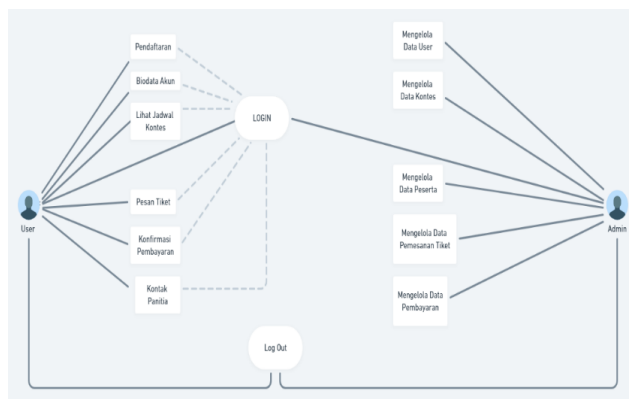 Pendaftaran
Biodata Akun
Lihat Jadwal
Kontes
LOGIN
Pesan Tiket
Konfirmasi
Pembayaran
Kontak
Panitia
User
Mengelola
Data User
Mengelola
Data Kontes
Mengelola
Data Peserta
Mengelola Data
Pemesanan Tiket
Mengelola Data
Pembayaran
Admin
Log Out